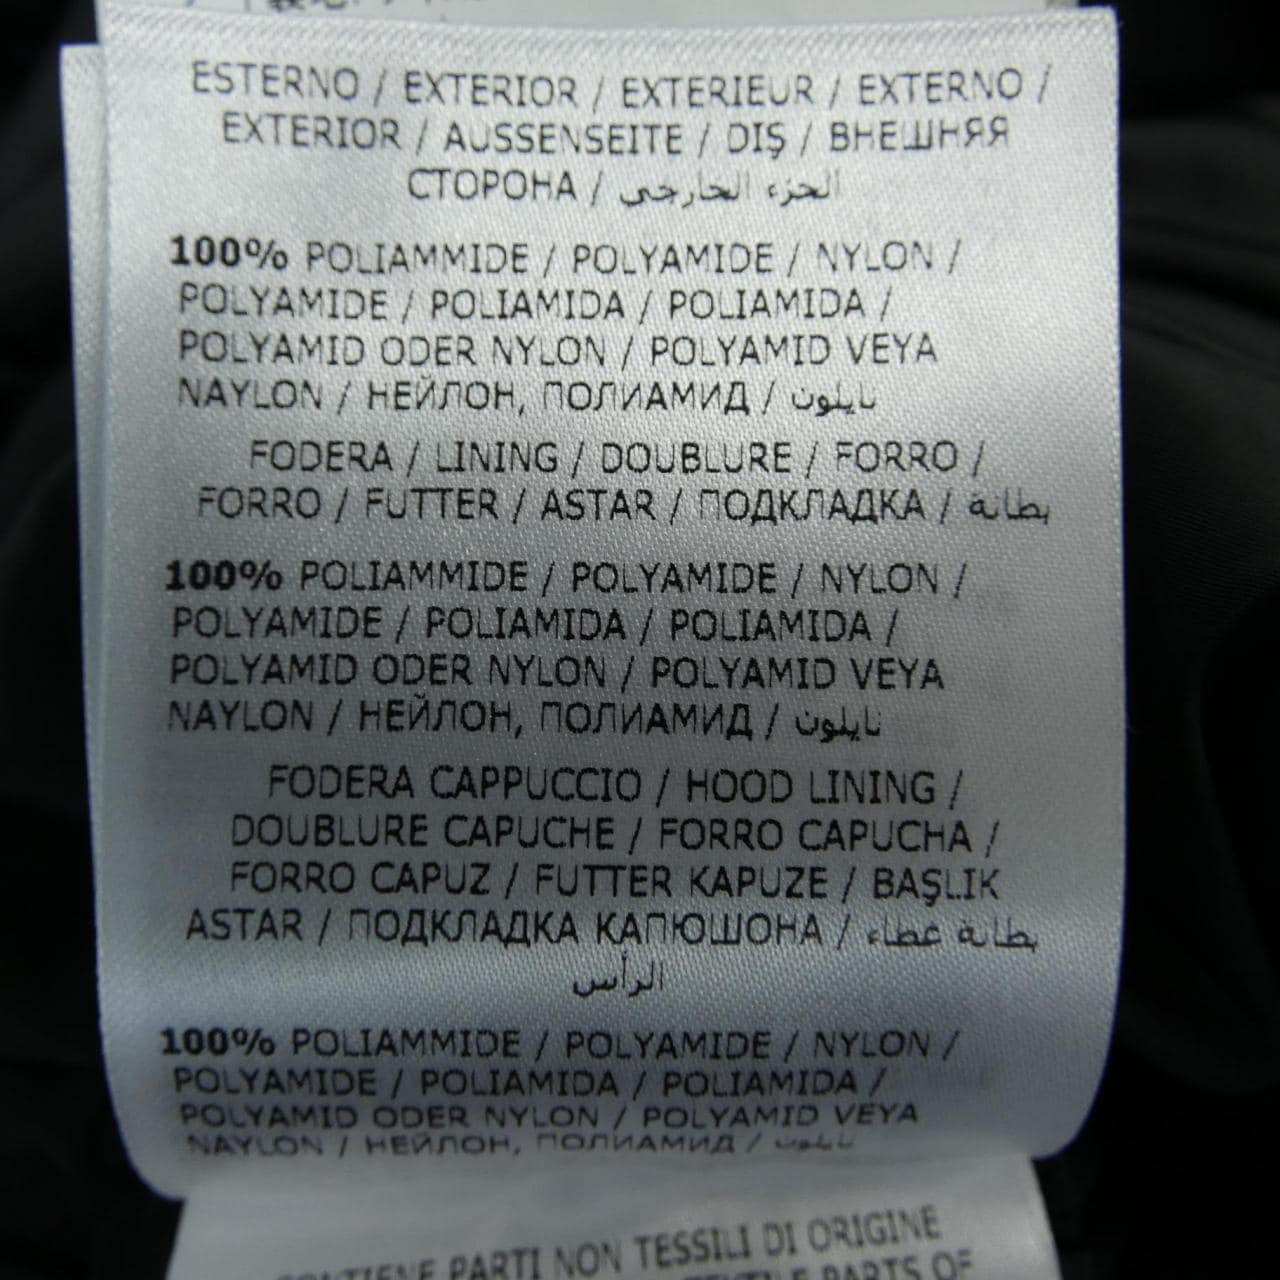 ESTERNO / EXTERIOR / EXTERIEUR / EXTERNO /
EXTERIOR / AUSSENSEITE / DIŞ / ВНЕШНЯЯ
СТОРОНА / الجزء الخارجي
100% POLIAMMIDE / POLYAMIDE / NYLON /
POLYAMIDE / POLIAMIDA / POLIAMIDA /
POLYAMID ODER NYLON / POLYAMID VEYA
NAYLON / НЕЙЛОН, ПОЛИАМИД / نايلون
FODERA / LINING / DOUBLURE / FORRO /
FORRO / FUTTER / ASTAR / ПОДКЛАДКА / بطانة
100% POLIAMMIDE / POLYAMIDE / NYLON /
POLYAMIDE / POLIAMIDA / POLIAMIDA /
POLYAMID ODER NYLON / POLYAMID VEYA
NAYLON / НЕЙЛОН, ПОЛИАМИД / نايلون
FODERA CAPPUCCIO / HOOD LINING /
DOUBLURE CAPUCHE / FORRO CAPUCHA /
FORRO CAPUZ / FUTTER KAPUZE / BAŞLIK
ASTAR / ПОДКЛАДКА КАПЮШОНА / بطانة غطاء
الرأس
100% POLIAMMIDE / POLYAMIDE / NYLON /
POLYAMIDE / POLIAMIDA / POLIAMIDA /
POLYAMID ODER NYLON / POLYAMID VEYA
NAYLON / НЕЙЛОН, ПОЛИАМИД / نايلون
PARTI NON TESSILI DI ORIGINE
PARTS OF